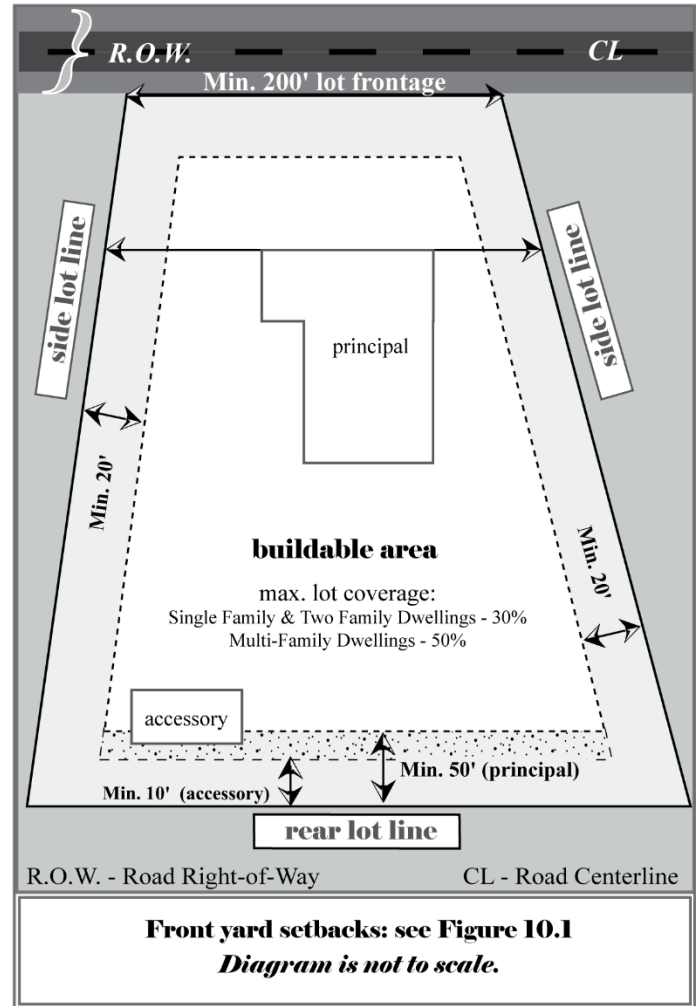 R.O.W.
CL
Min. 200' lot frontage
side lot line
side lot line
principal
Min. 20'
Min. 20'
buildable area
max. lot coverage:
Single Family & Two Family Dwellings - 30%
Multi-Family Dwellings - 50%
accessory
Min. 50' (principal)
Min. 10' (accessory)
rear lot line
R.O.W. - Road Right-of-Way
CL - Road Centerline
Front yard setbacks: see Figure 10.1
Diagram is not to scale.